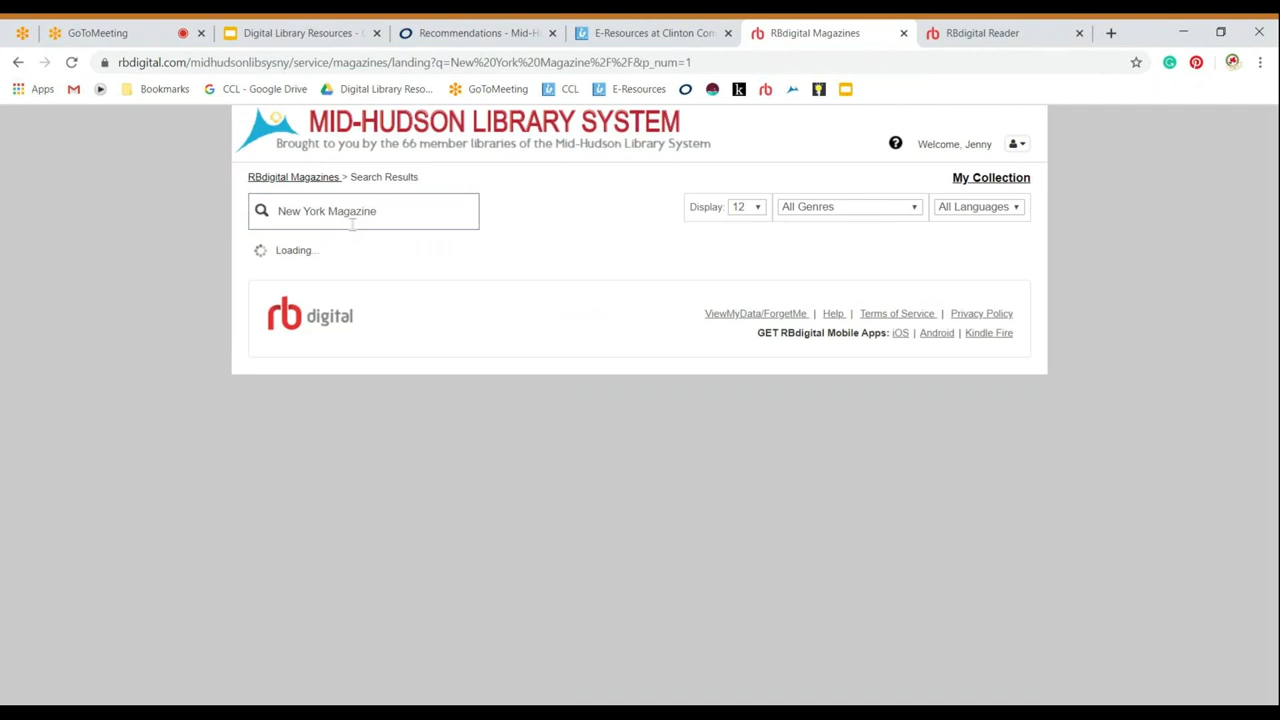 GoToMeeting
Digital Library Resources - C
Recommendations - Mid-H
E-Resources at Clinton Com
RBdigital Magazines
RBdigital Reader
rbdigital.com/midhudsonlibsysny/service/magazines/landing?q=New%20York%20Magazine%2F%2F&p_num=1
Apps
Bookmarks
CCL - Google Drive
Digital Library Reso...
GoToMeeting
CCL
E-Resources
MID-HUDSON LIBRARY SYSTEM
Brought to you by the 66 member libraries of the Mid-Hudson Library System
Welcome, Jenny
RBdigital Magazines > Search Results
My Collection
New York Magazine
Display: 12
All Genres
All Languages
Loading...
rb digital
ViewMyData/ForgetMe | Help | Terms of Service | Privacy Policy
GET RBdigital Mobile Apps: iOS | Android | Kindle Fire